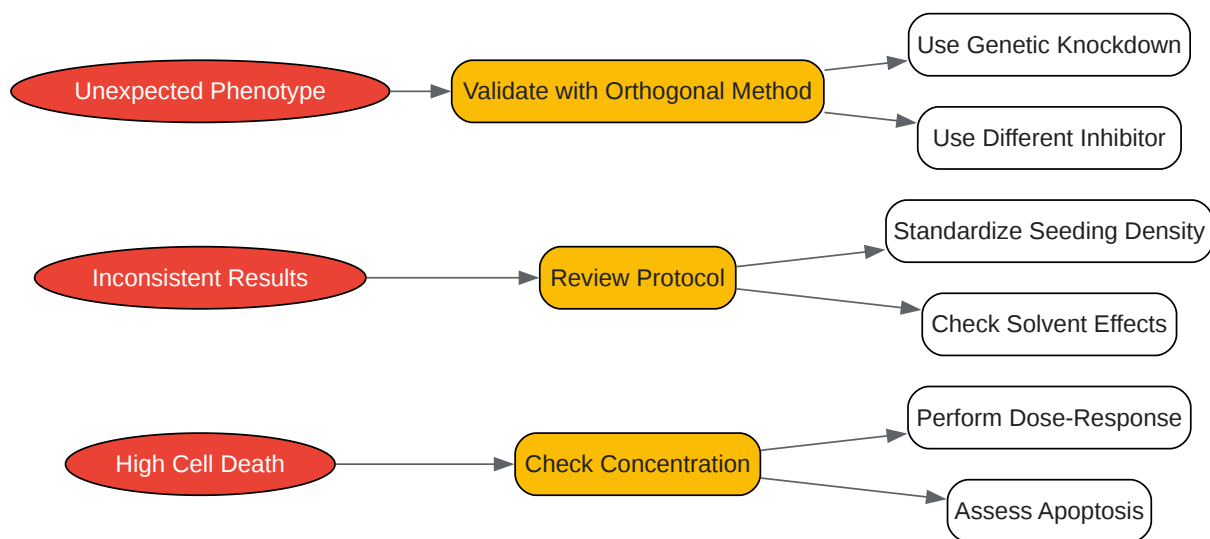 Use Genetic Knockdown
Unexpected Phenotype
Validate with Orthogonal Method
Use Different Inhibitor
Standardize Seeding Density
Inconsistent Results
Review Protocol
Check Solvent Effects
Perform Dose-Response
High Cell Death
Check Concentration
Assess Apoptosis